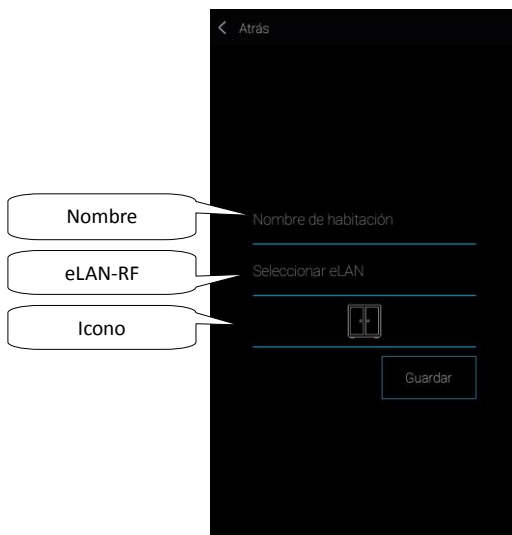 Atrás
Nombre
Nombre de habitación
eLAN-RF
Seleccionar eLAN
Icono
Guardar